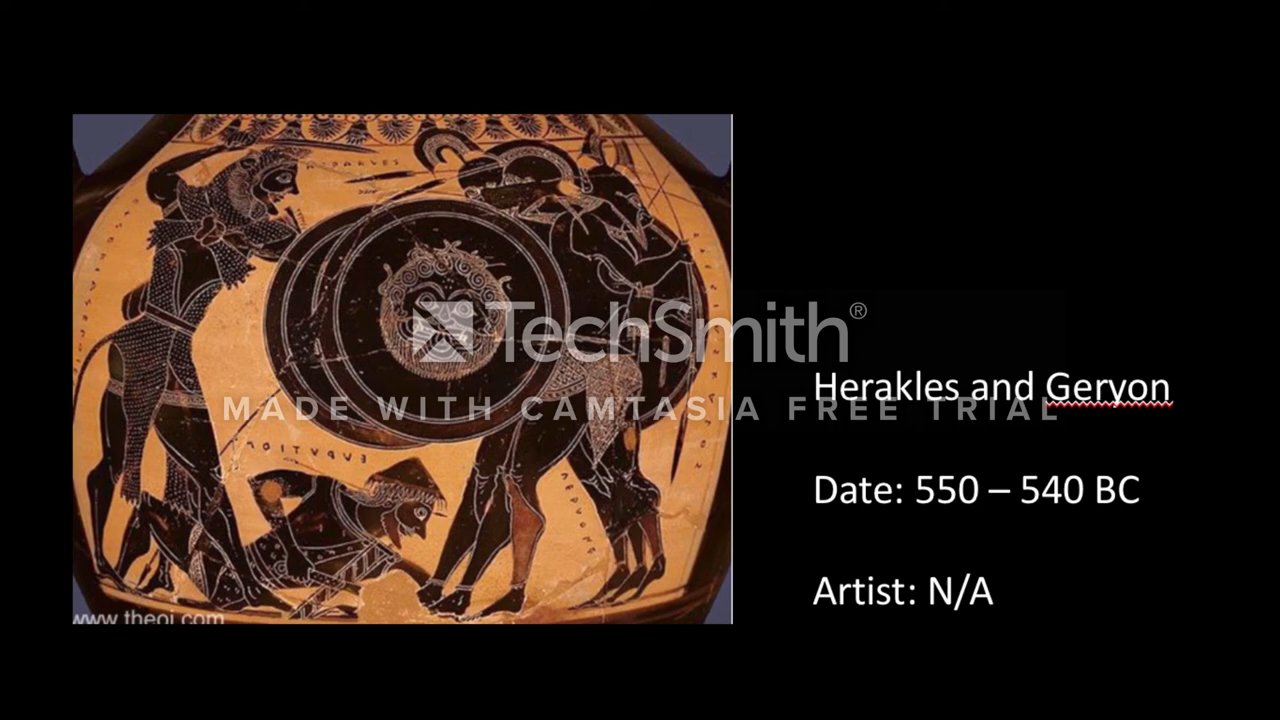 TechSmith®
MADE WITH CAMTASIA FREE TRIAL
Herakles and Geryon
Date: 550 – 540 BC
Artist: N/A
www.theoi.com